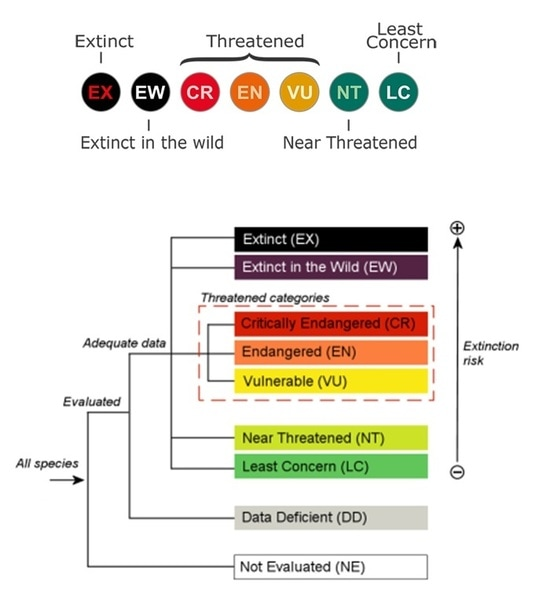 Extinct
Threatened
Least
Concern
EX
EW
CR
EN
VU
NT
LC
Extinct in the wild
Near Threatened
Extinct (EX)
Extinct in the Wild (EW)
Threatened categories
Critically Endangered (CR)
Adequate data
Endangered (EN)
Extinction
risk
Vulnerable (VU)
Evaluated
Near Threatened (NT)
All species
Least Concern (LC)
Data Deficient (DD)
Not Evaluated (NE)